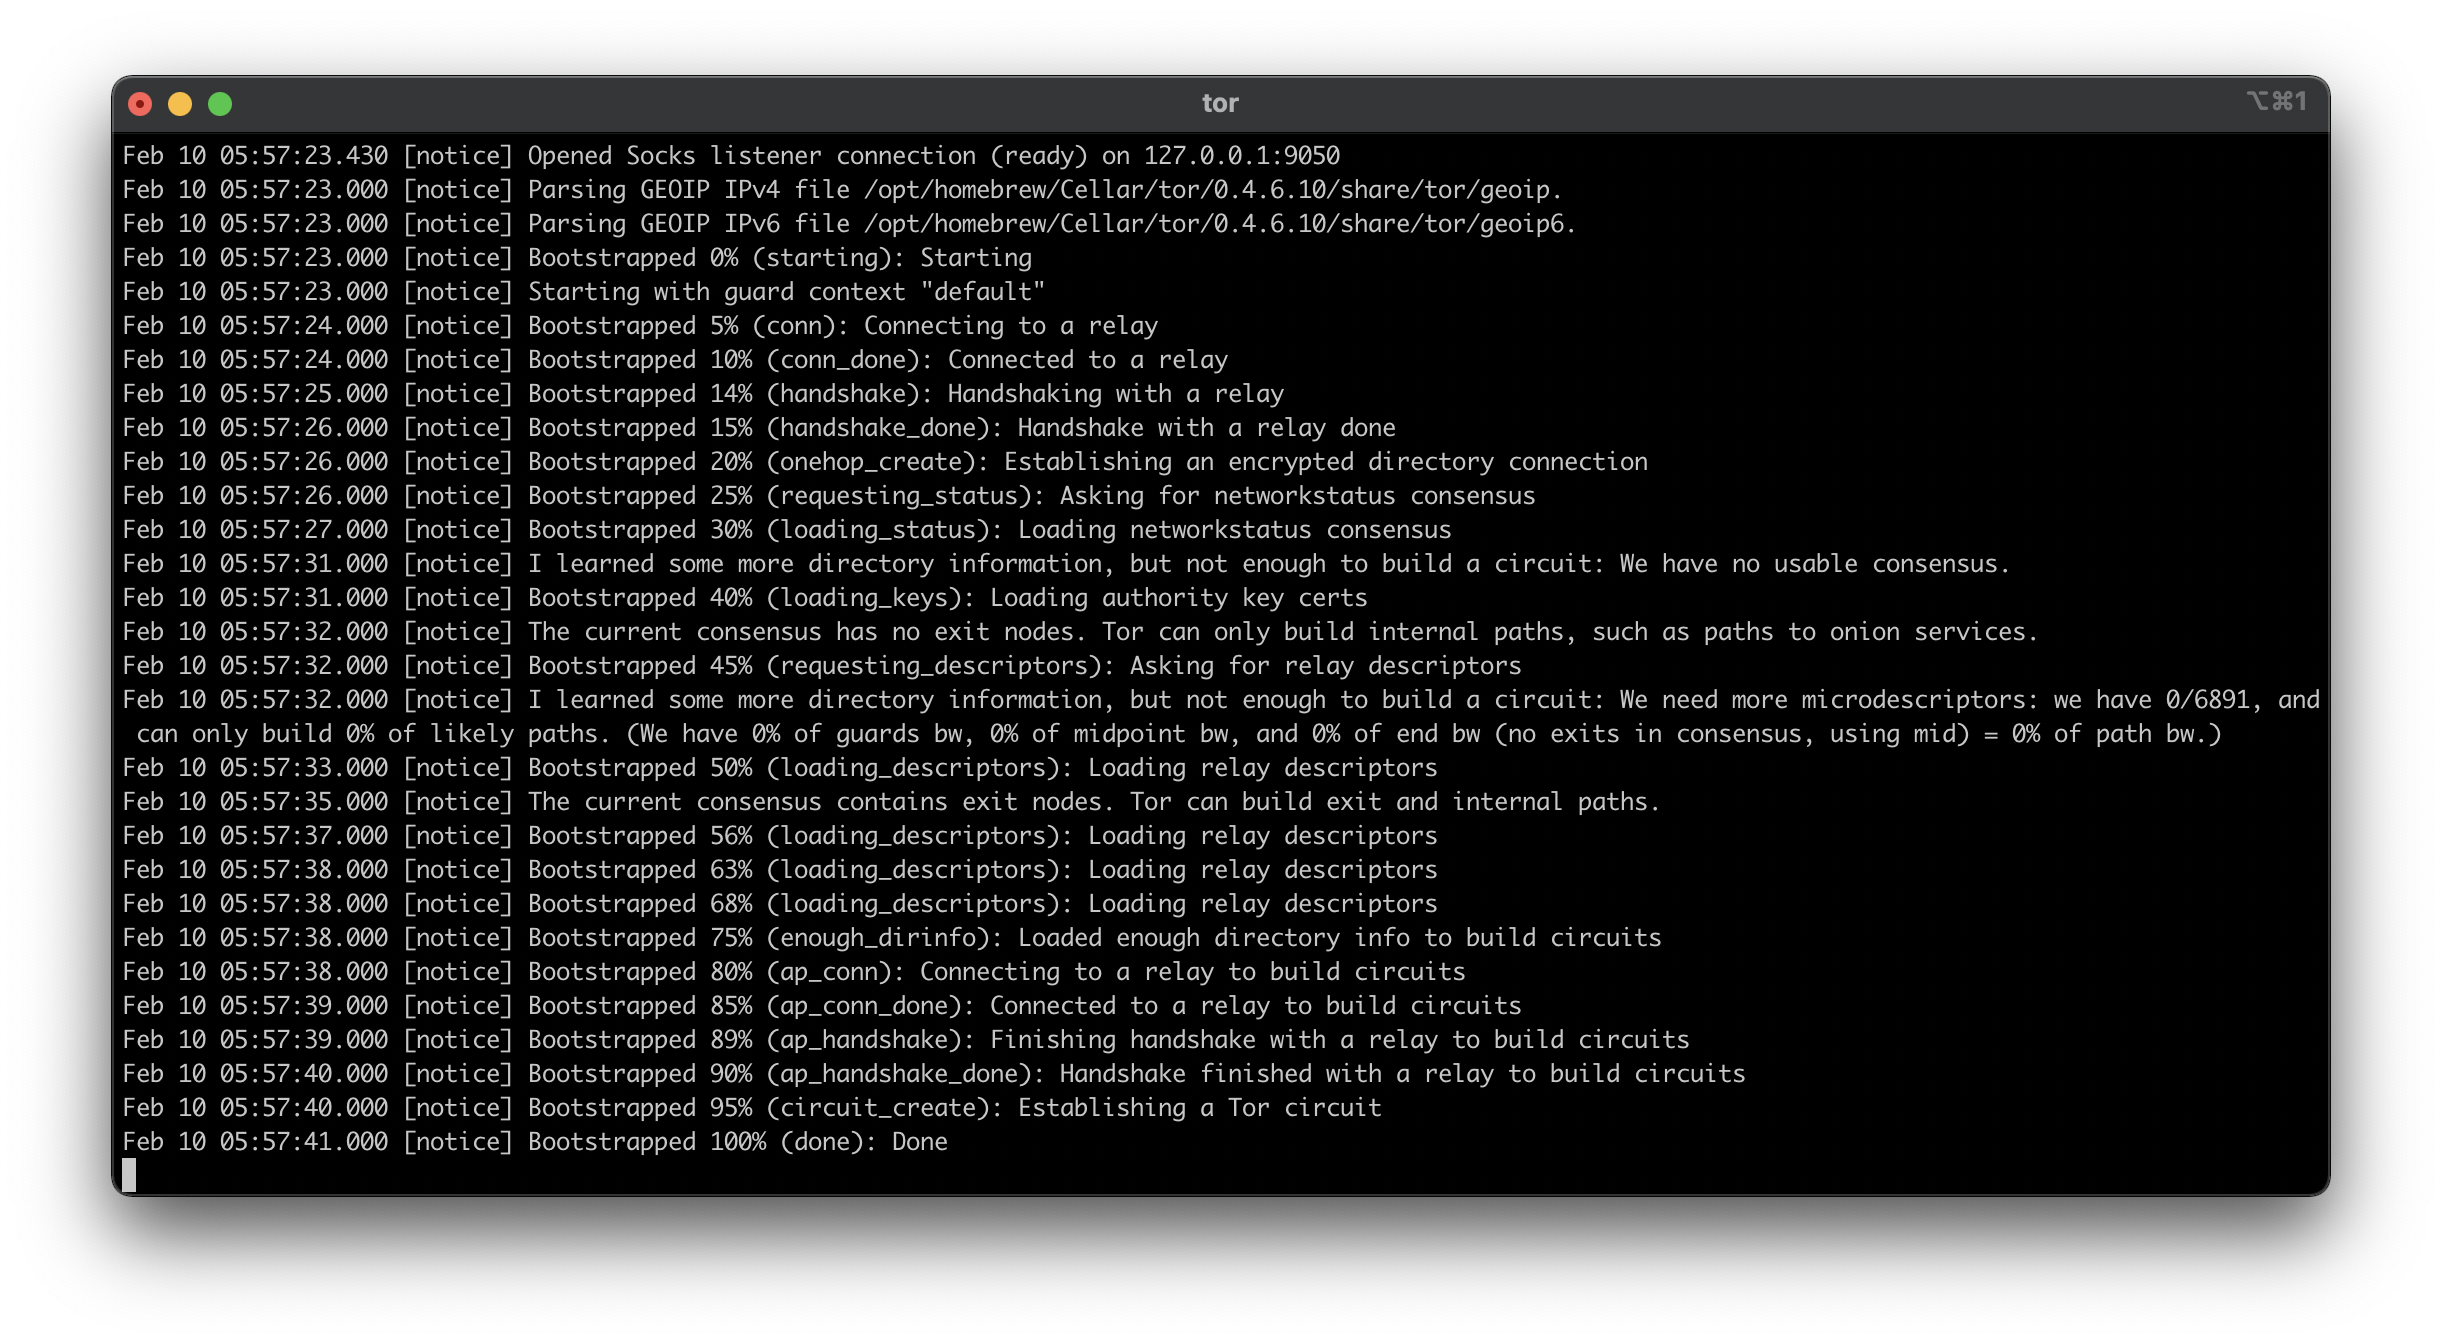 tor
⌥⌘1
Feb 10 05:57:23.430 [notice] Opened Socks listener connection (ready) on 127.0.0.1:9050
Feb 10 05:57:23.000 [notice] Parsing GEOIP IPv4 file /opt/homebrew/Cellar/tor/0.4.6.10/share/tor/geoip.
Feb 10 05:57:23.000 [notice] Parsing GEOIP IPv6 file /opt/homebrew/Cellar/tor/0.4.6.10/share/tor/geoip6.
Feb 10 05:57:23.000 [notice] Bootstrapped 0% (starting): Starting
Feb 10 05:57:23.000 [notice] Starting with guard context "default"
Feb 10 05:57:24.000 [notice] Bootstrapped 5% (conn): Connecting to a relay
Feb 10 05:57:24.000 [notice] Bootstrapped 10% (conn_done): Connected to a relay
Feb 10 05:57:25.000 [notice] Bootstrapped 14% (handshake): Handshaking with a relay
Feb 10 05:57:26.000 [notice] Bootstrapped 15% (handshake_done): Handshake with a relay done
Feb 10 05:57:26.000 [notice] Bootstrapped 20% (onehop_create): Establishing an encrypted directory connection
Feb 10 05:57:26.000 [notice] Bootstrapped 25% (requesting_status): Asking for networkstatus consensus
Feb 10 05:57:27.000 [notice] Bootstrapped 30% (loading_status): Loading networkstatus consensus
Feb 10 05:57:31.000 [notice] I learned some more directory information, but not enough to build a circuit: We have no usable consensus.
Feb 10 05:57:31.000 [notice] Bootstrapped 40% (loading_keys): Loading authority key certs
Feb 10 05:57:32.000 [notice] The current consensus has no exit nodes. Tor can only build internal paths, such as paths to onion services.
Feb 10 05:57:32.000 [notice] Bootstrapped 45% (requesting_descriptors): Asking for relay descriptors
Feb 10 05:57:32.000 [notice] I learned some more directory information, but not enough to build a circuit: We need more microdescriptors: we have 0/6891, and
can only build 0% of likely paths. (We have 0% of guards bw, 0% of midpoint bw, and 0% of end bw (no exits in consensus, using mid) = 0% of path bw.)
Feb 10 05:57:33.000 [notice] Bootstrapped 50% (loading_descriptors): Loading relay descriptors
Feb 10 05:57:35.000 [notice] The current consensus contains exit nodes. Tor can build exit and internal paths.
Feb 10 05:57:37.000 [notice] Bootstrapped 56% (loading_descriptors): Loading relay descriptors
Feb 10 05:57:38.000 [notice] Bootstrapped 63% (loading_descriptors): Loading relay descriptors
Feb 10 05:57:38.000 [notice] Bootstrapped 68% (loading_descriptors): Loading relay descriptors
Feb 10 05:57:38.000 [notice] Bootstrapped 75% (enough_dirinfo): Loaded enough directory info to build circuits
Feb 10 05:57:38.000 [notice] Bootstrapped 80% (ap_conn): Connecting to a relay to build circuits
Feb 10 05:57:39.000 [notice] Bootstrapped 85% (ap_conn_done): Connected to a relay to build circuits
Feb 10 05:57:39.000 [notice] Bootstrapped 89% (ap_handshake): Finishing handshake with a relay to build circuits
Feb 10 05:57:40.000 [notice] Bootstrapped 90% (ap_handshake_done): Handshake finished with a relay to build circuits
Feb 10 05:57:40.000 [notice] Bootstrapped 95% (circuit_create): Establishing a Tor circuit
Feb 10 05:57:41.000 [notice] Bootstrapped 100% (done): Done